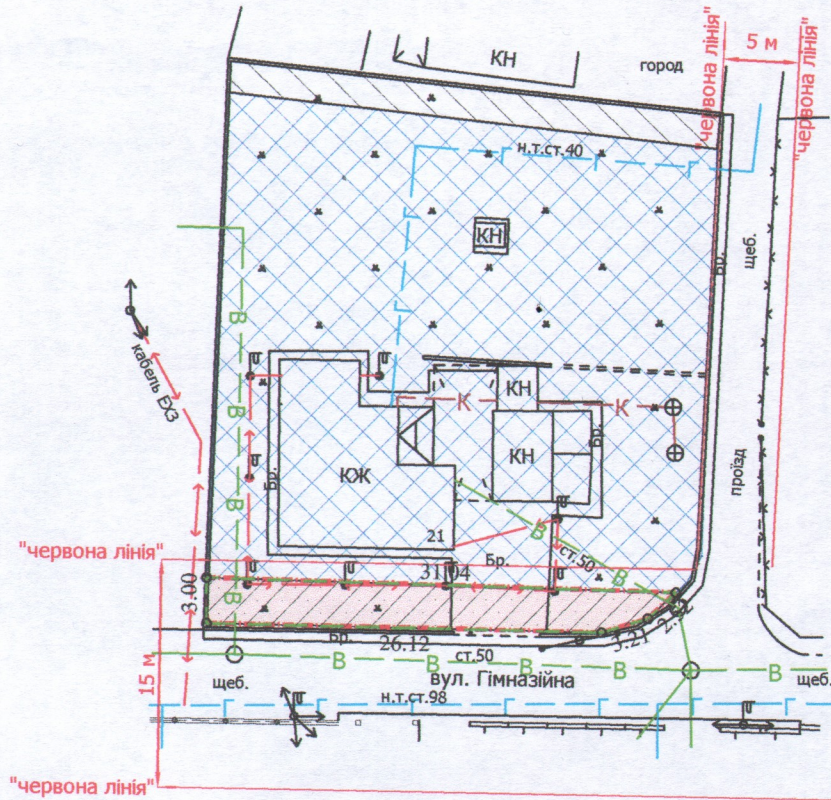 "червона лінія"
5 м
"червона лінія"
КН
город
н.т.ст.40
КН
Бр.
щеб.
В
кабель ЕХЗ
В
КН
К
К
Бр.
КН
КЖ
Бр.
проїзд
В
21
В
ст.50
Бр.
"червона лінія"
В
31.04
3.00
В
Бр.
26.12
3.21
ст.50
В
В
В
В
В
15 м
щеб.
вул. Гімназійна
щеб.
н.т.ст.98
"червона лінія"